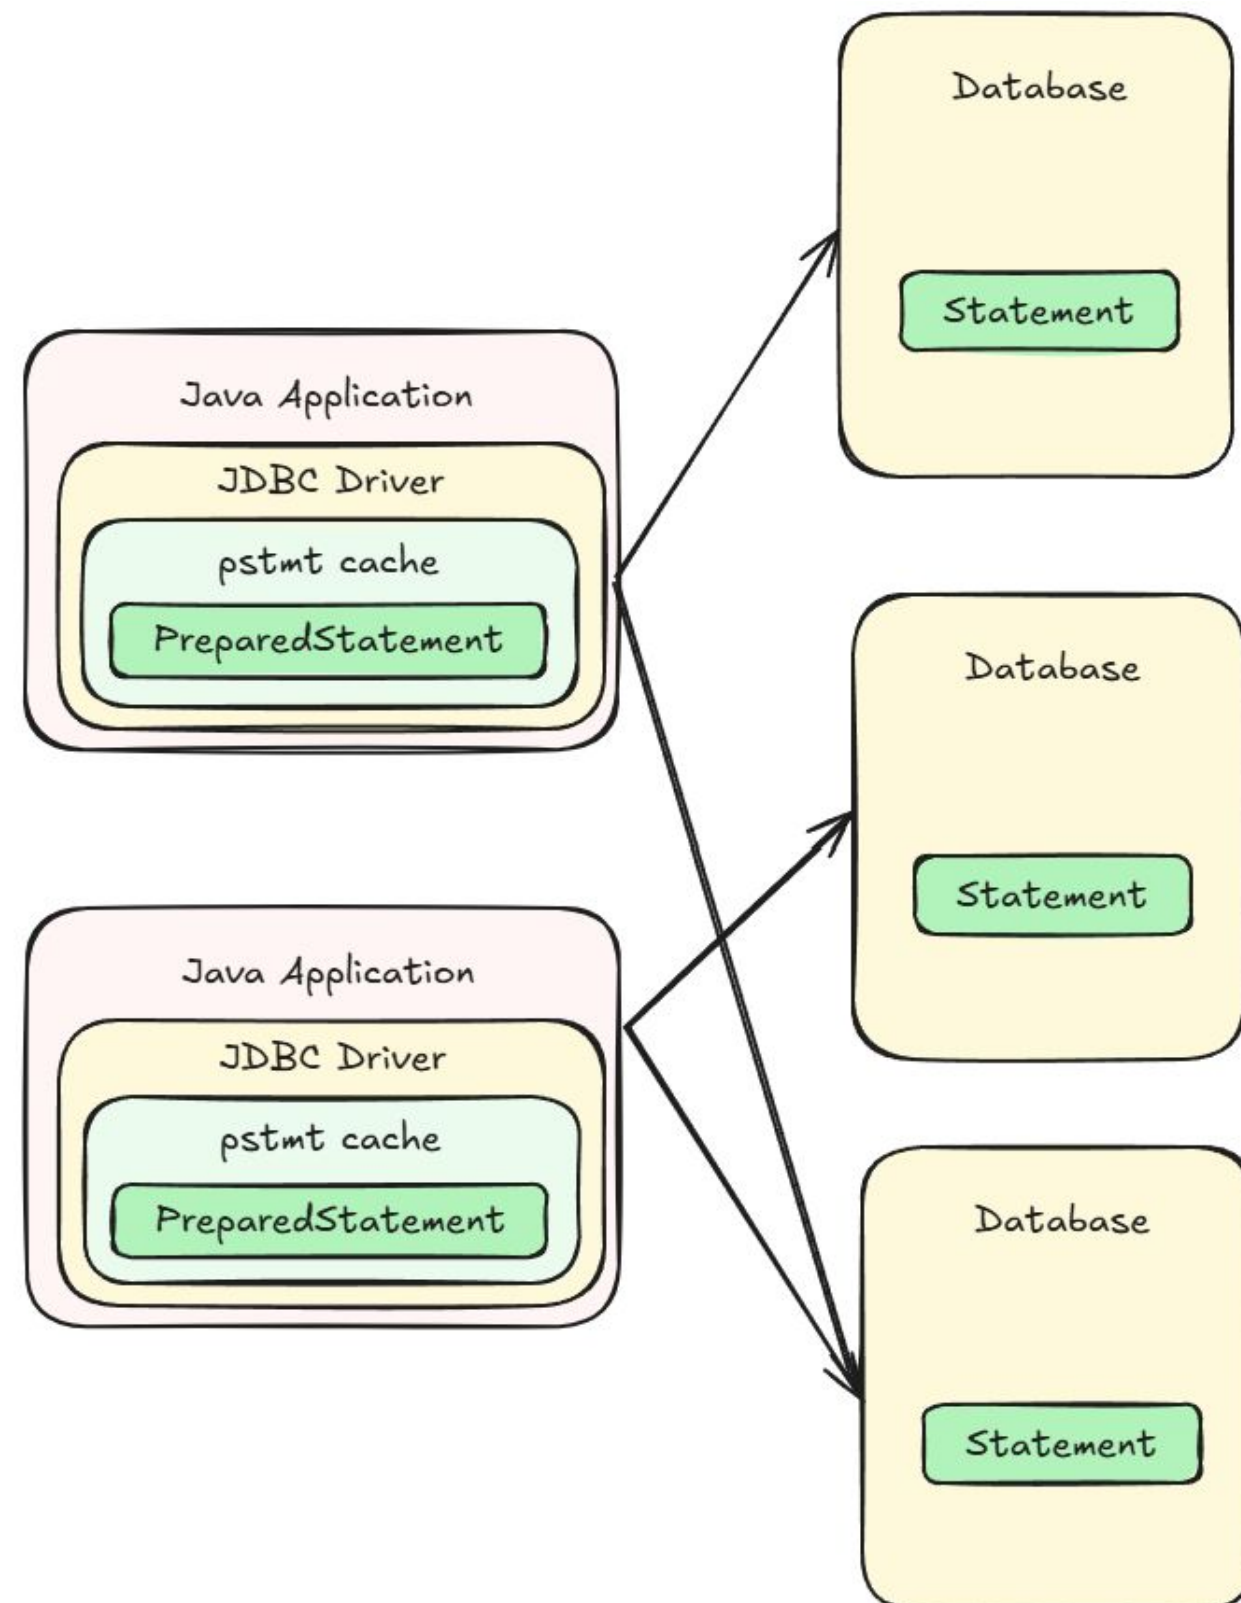 Database
Statement
Java Application
JDBC Driver
pstmt cache
PreparedStatement
Database
Statement
Java Application
JDBC Driver
pstmt cache
PreparedStatement
Database
Statement